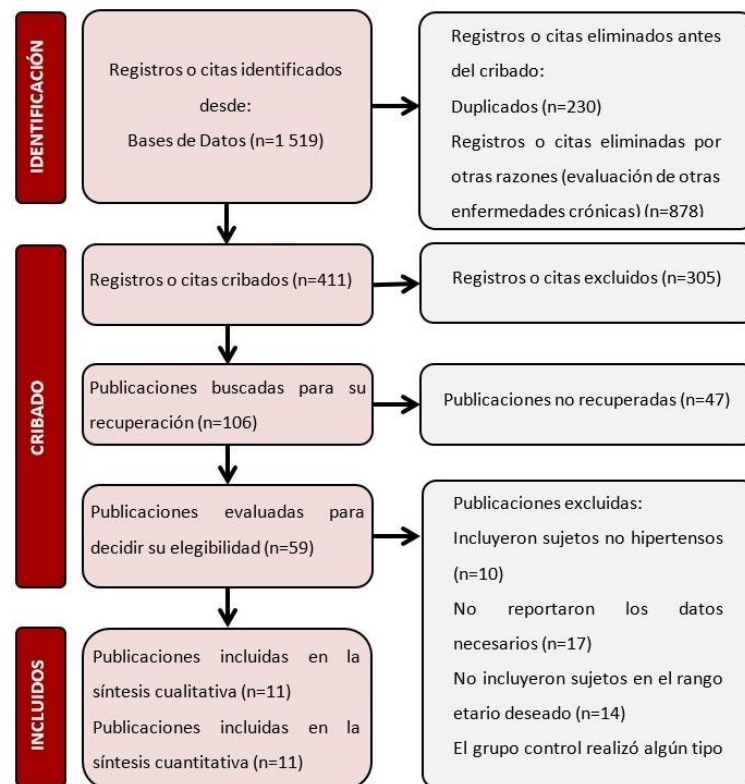 IDENTIFICACIÓN
Registros o citas identificados
desde:
Bases de Datos (n=1 519)
Registros o citas eliminados antes
del cribado:
Duplicados (n=230)
Registros o citas eliminadas por
otras razones (evaluación de otras
enfermedades crónicas) (n=878)
CRIBADO
Registros o citas cribados (n=411)
Registros o citas excluidos (n=305)
Publicaciones buscadas para su
recuperación (n=106)
Publicaciones no recuperadas (n=47)
Publicaciones evaluadas para
decidir su elegibilidad (n=59)
Publicaciones excluidas:
Incluyeron sujetos no hipertensos
(n=10)
No reportaron los datos
necesarios (n=17)
No incluyeron sujetos en el rango
etario deseado (n=14)
El grupo control realizó algún tipo
INCLUIDOS
Publicaciones incluidas en la
síntesis cualitativa (n=11)
Publicaciones incluidas en la
síntesis cuantitativa (n=11)